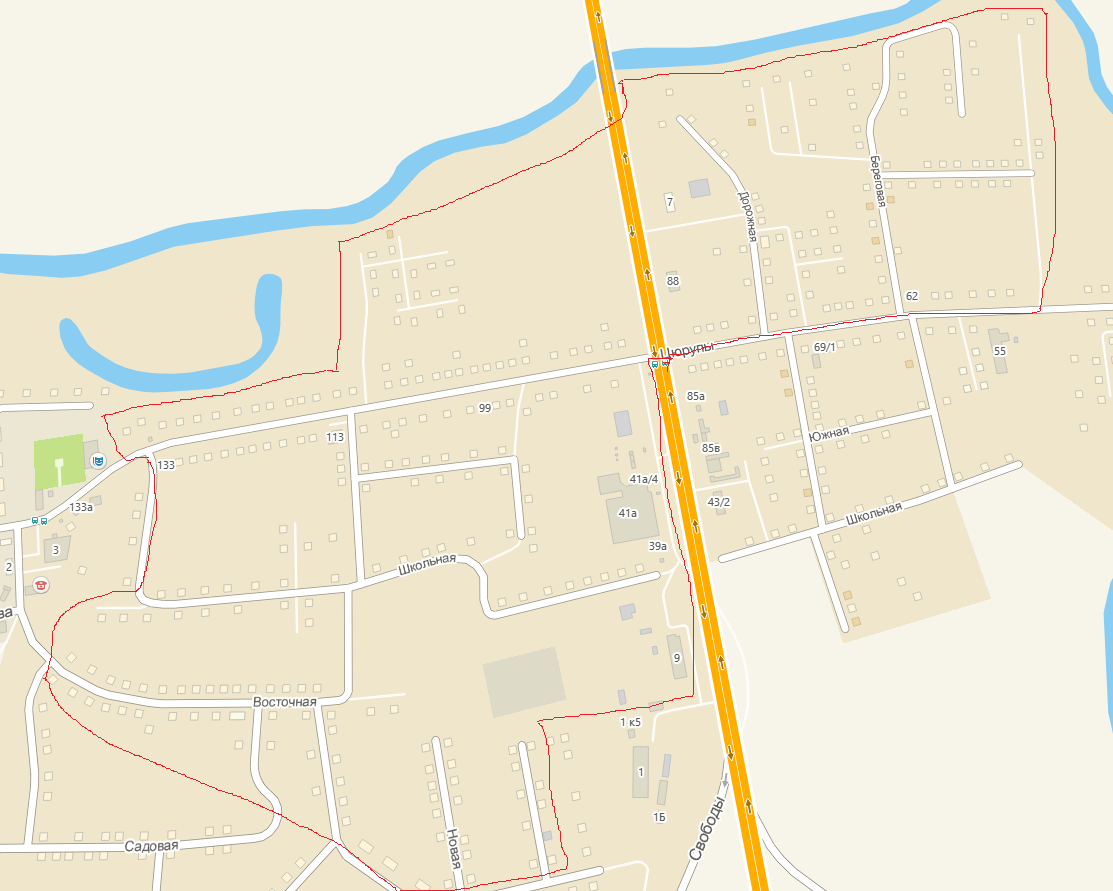 Береговая
7
Дорожная
88
62
Цюрупы
69/1
55
85а
99
113
Южная
85в
133
41а/4
43/2
133а
41а
Школьная
39а
3
Школьная
2
ва
9
Восточная
1 к5
1
1Б
Свободы
Садовая
Новая